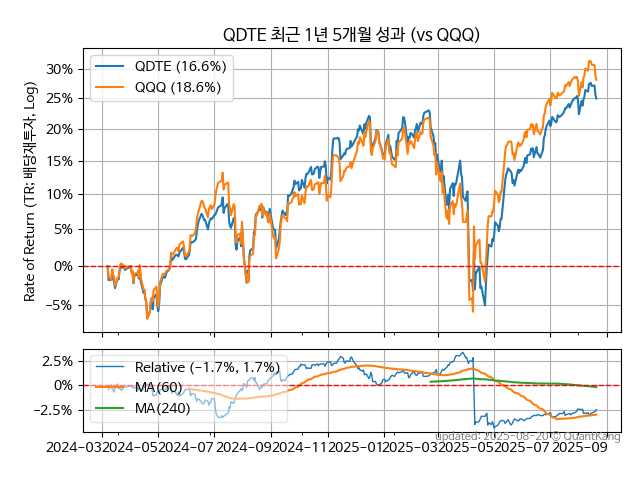 QDTE 최근 1년 5개월 성과 (vs QQQ)
Rate of Return (TR: 배당재투자, Log)
QDTE (16.6%)
QQQ (18.6%)
30%
25%
20%
15%
10%
5%
0%
−5%
Relative (−1.7%, 1.7%)
MA(60)
MA(240)
2.5%
0%
−2.5%
2024-03
2024-05
2024-07
2024-09
2024-11
2025-01
2025-03
2025-05
2025-07
2025-09
updated: 2025-08-20 © QuantKang